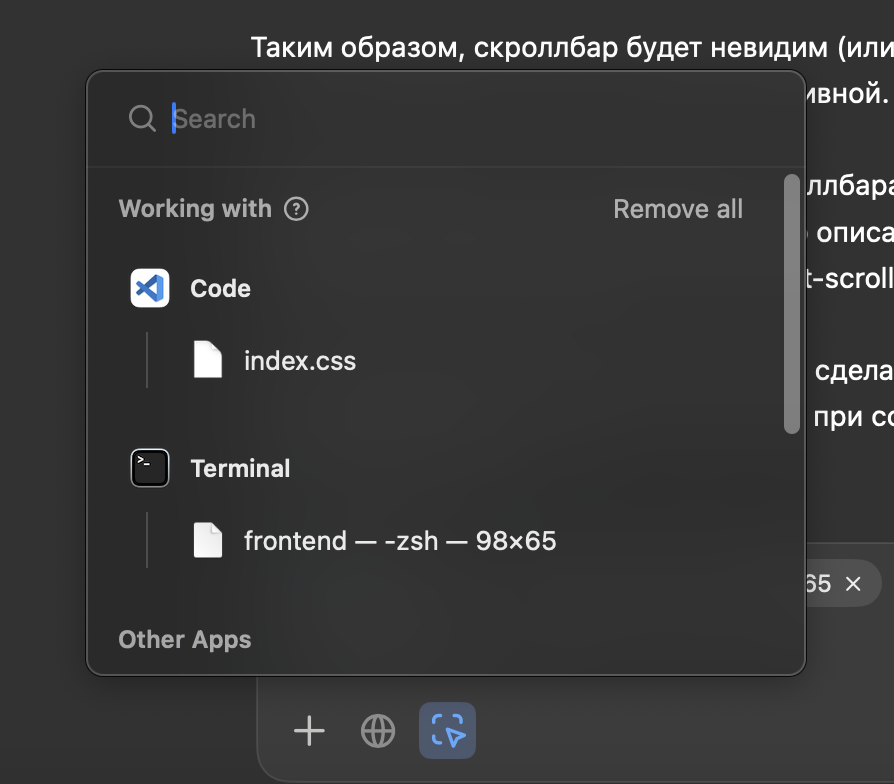 Таким образом, скроллбар будет невидим (или
ивной.
Search
Working with
Remove all
ллбара
описа
Code
t-scroll
index.css
сдела
при со
Terminal
>_
frontend — -zsh — 98×65
65 ×
Other Apps